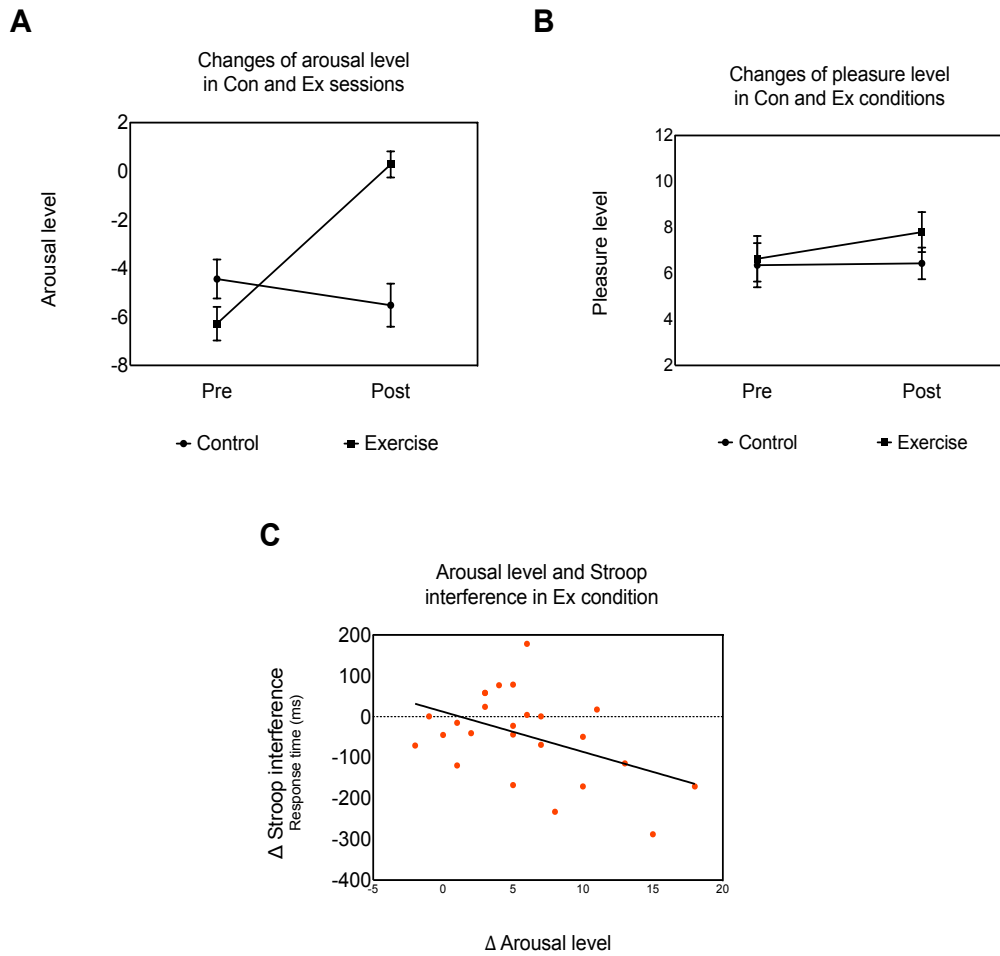 A
Changes of arousal level
in Con and Ex sessions
Arousal level
2
0
-2
-4
-6
-8
Pre
Post
Control
Exercise
B
Changes of pleasure level
in Con and Ex conditions
Pleasure level
12
10
8
6
4
2
Pre
Post
Control
Exercise
C
Arousal level and Stroop
interference in Ex condition
Δ Stroop interference
Response time (ms)
200
100
0
-100
-200
-300
-400
-5
0
5
10
15
20
Δ Arousal level